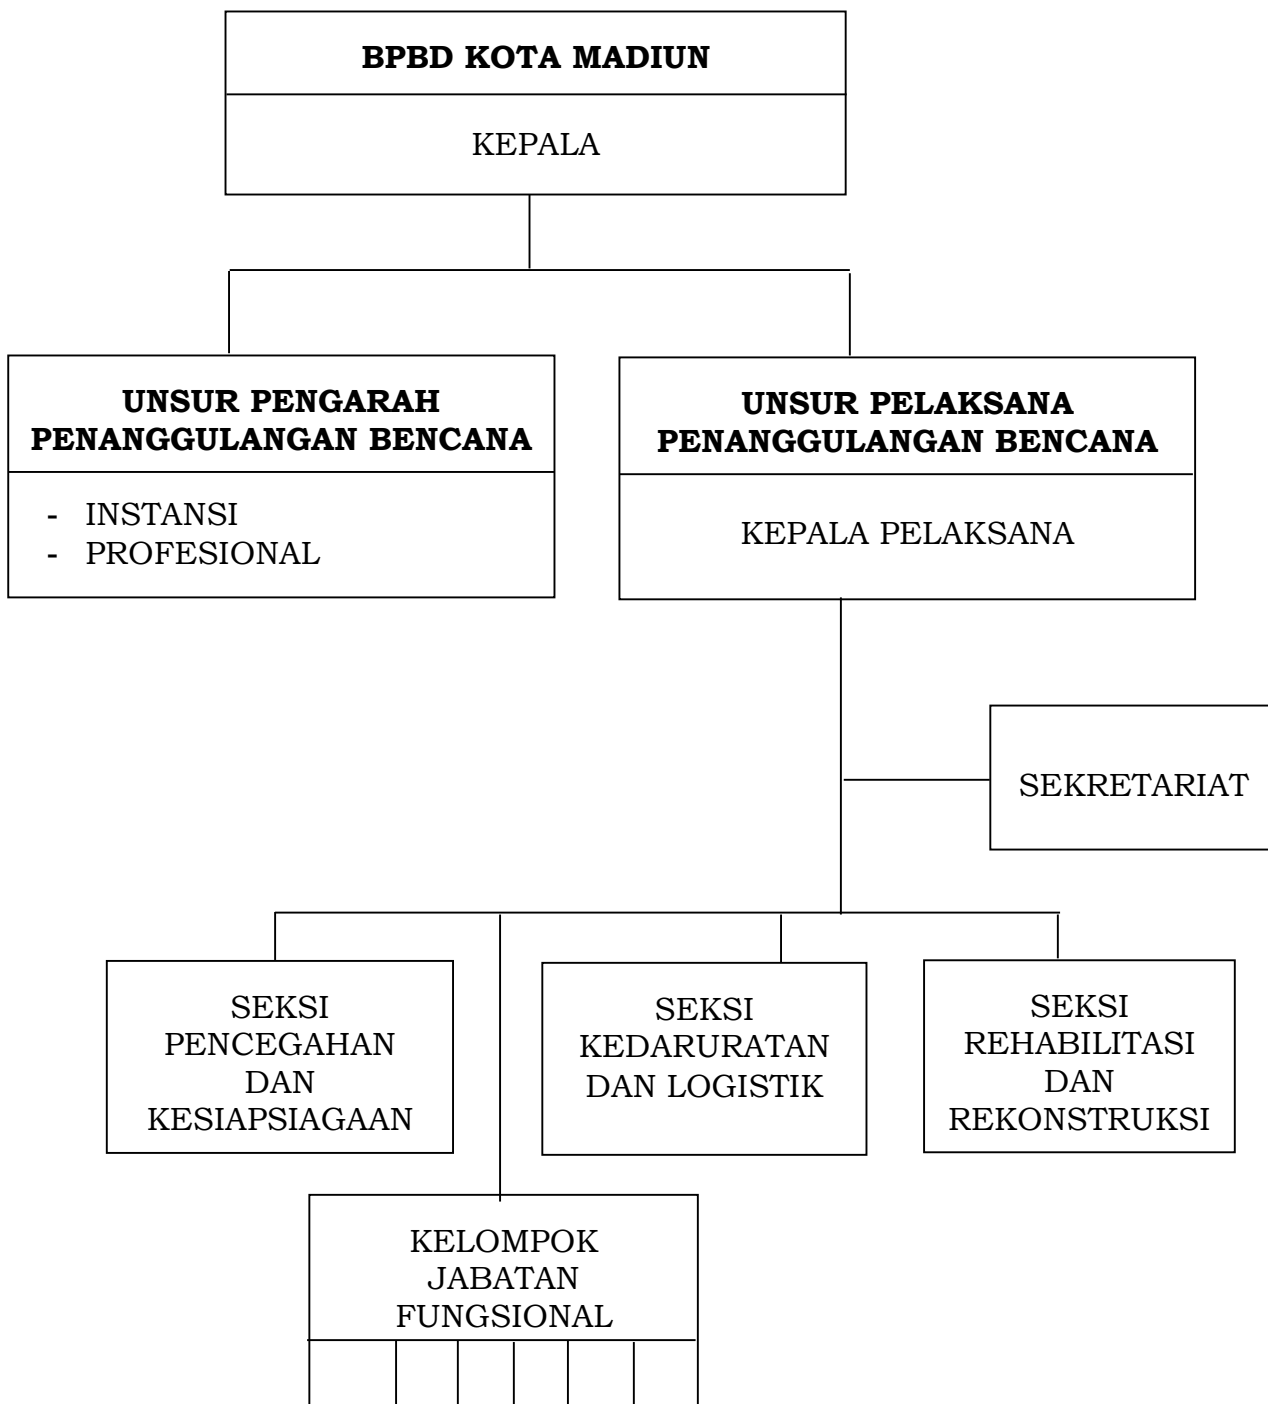 BPBD KOTA MADIUN
KEPALA
UNSUR PENGARAH
PENANGGULANGAN BENCANA
- INSTANSI
- PROFESIONAL
UNSUR PELAKSANA
PENANGGULANGAN BENCANA
KEPALA PELAKSANA
SEKRETARIAT
SEKSI
PENCEGAHAN
DAN
KESIAPSIAGAAN
SEKSI
KEDARURATAN
DAN LOGISTIK
SEKSI
REHABILITASI
DAN
REKONSTRUKSI
KELOMPOK
JABATAN
FUNGSIONAL